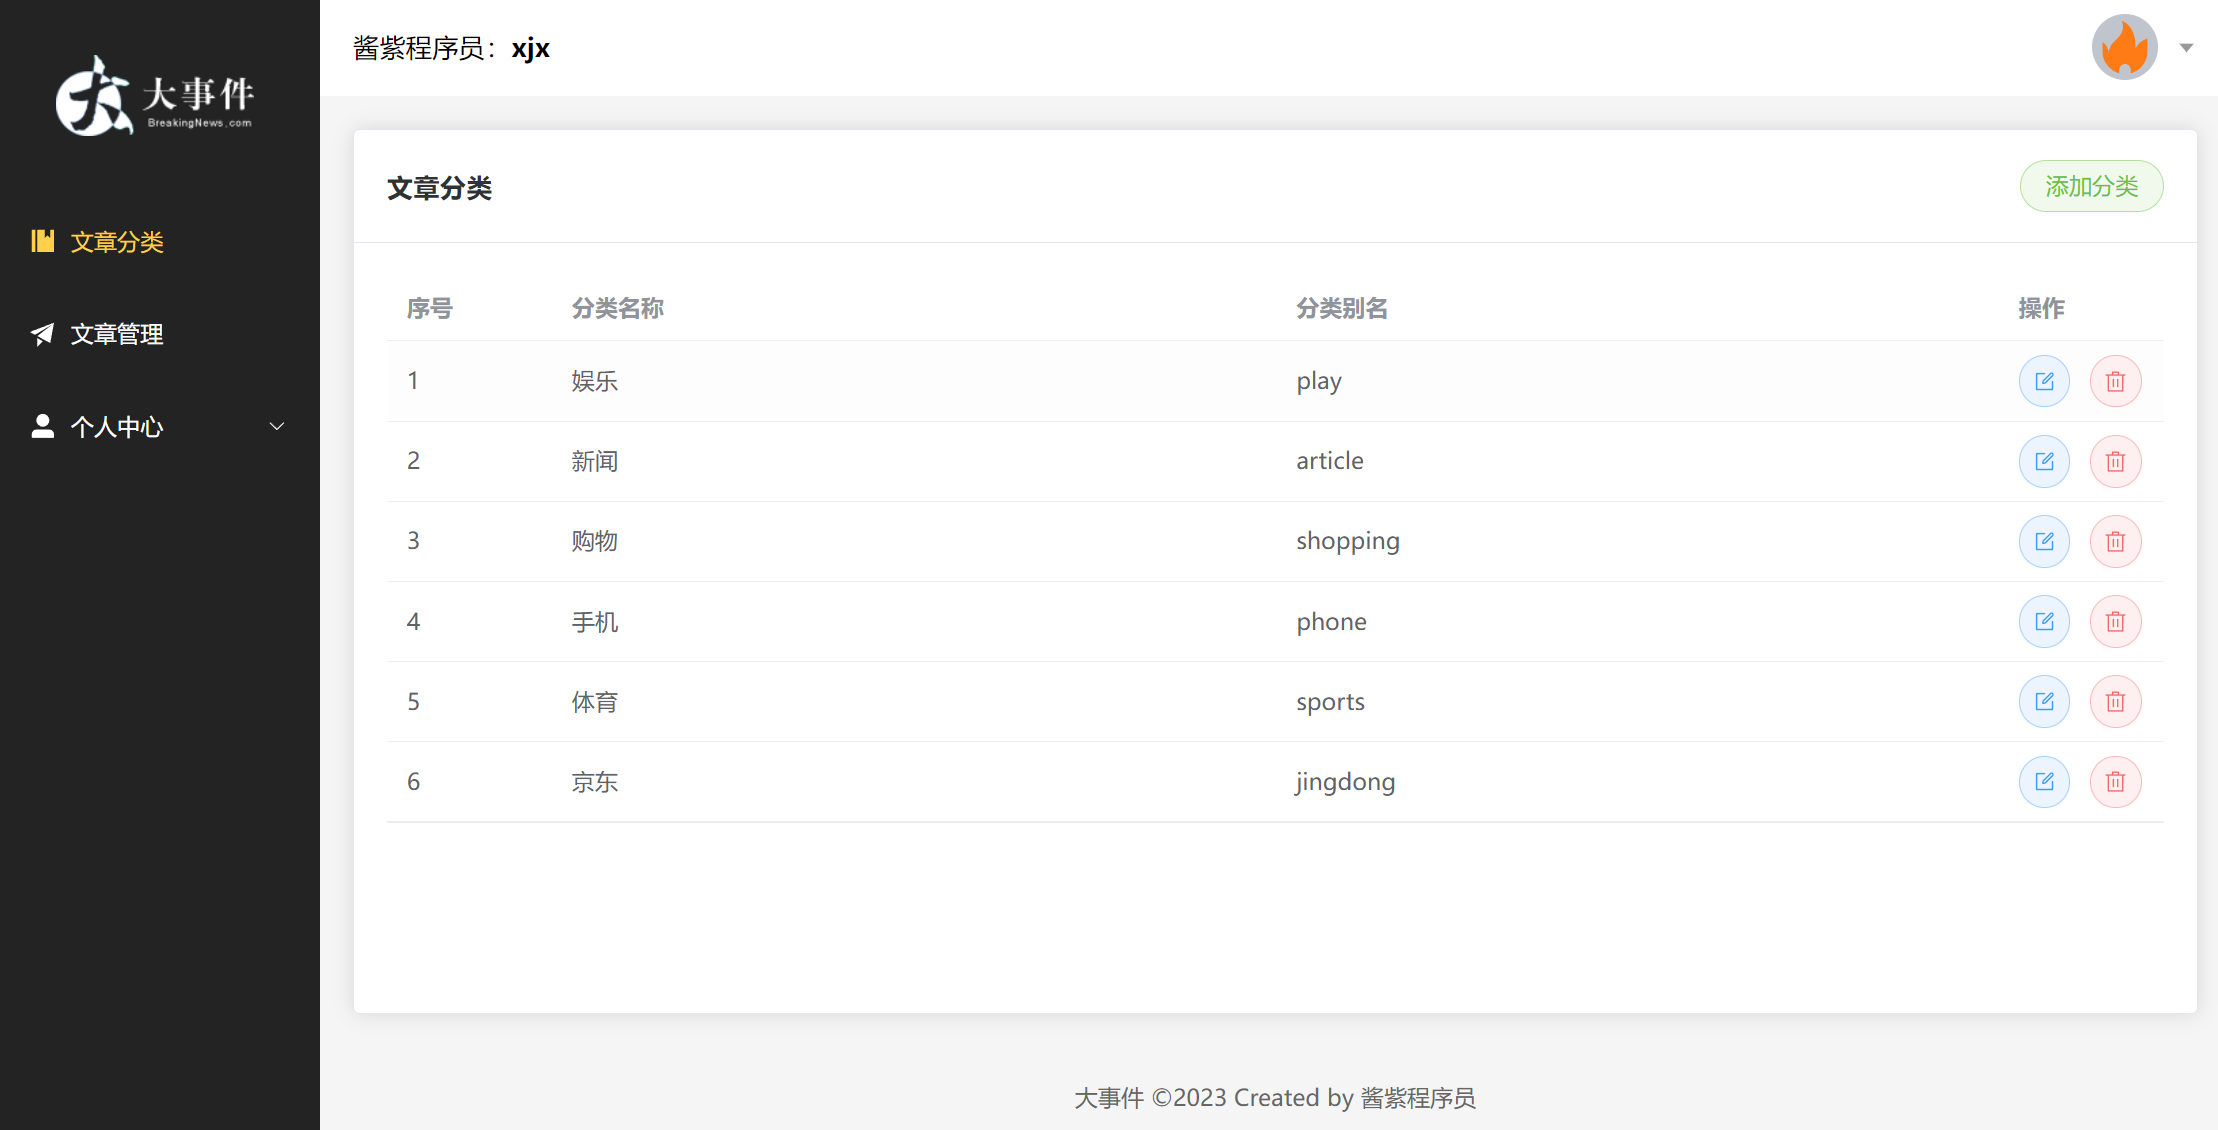 大事件
BreakingNews.com
文章分类
文章管理
个人中心
酱紫程序员：xjx
文章分类
添加分类
序号 分类名称 分类别名 操作
1 娱乐 play
2 新闻 article
3 购物 shopping
4 手机 phone
5 体育 sports
6 京东 jingdong
大事件 ©2023 Created by 酱紫程序员